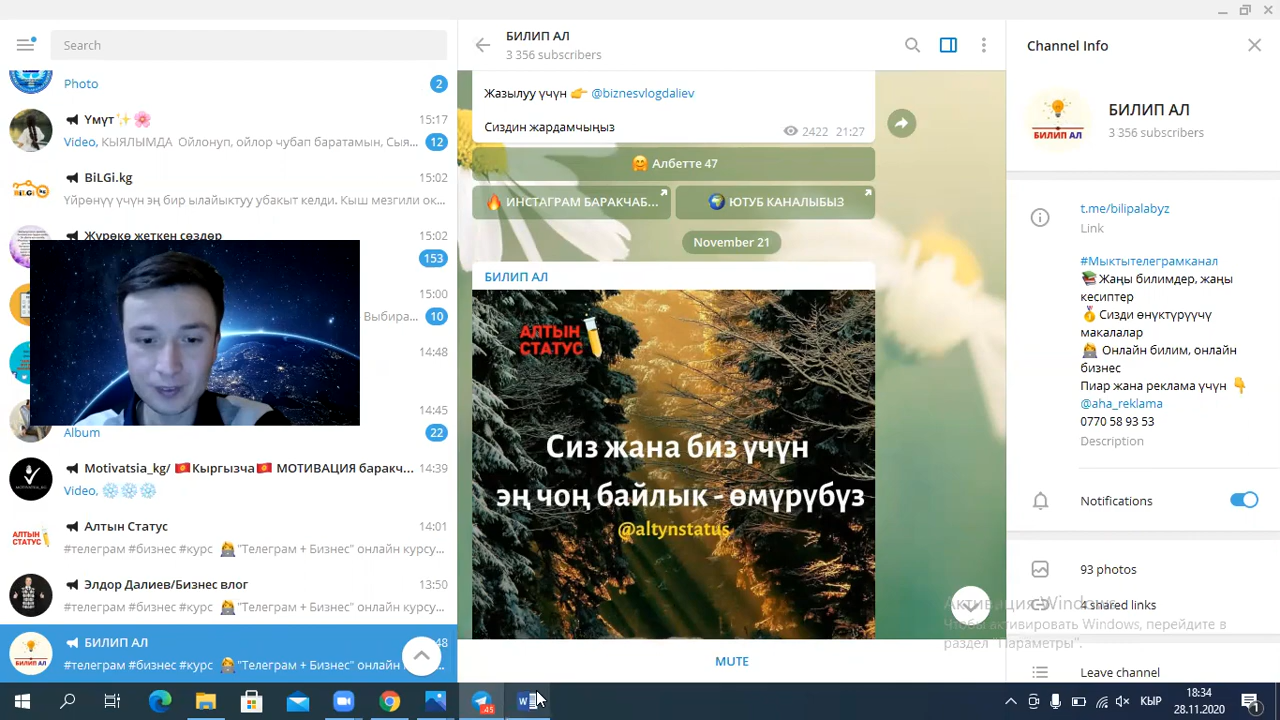 Search
Photo
2
Үмүт✨🌸
15:17
Video, КЫЯЛЫМДА Ойлонуп, ойлор чубап баратамын, Сыя...
12
BiLGi.kg
15:02
Үйрөнүү үчүн эң бир ылайыктуу убакыт келди. Кыш мезгили ок...
Жүрөкө жеткен сөздөр
15:02
153
15:00
Выбира...
10
14:48
14:45
Album
22
Motivatsia_kg/ 🇰🇬Кыргызча🇰🇬 МОТИВАЦИЯ баракч...
14:39
Video, ❄️❄️❄️
Алтын Статус
14:01
#телеграм #бизнес #курс 👩‍💻"Телеграм + Бизнес" онлайн курсу...
Элдор Далиев/Бизнес влог
13:50
#телеграм #бизнес #курс 👩‍💻"Телеграм + Бизнес" онлайн курсу...
БИЛИП АЛ
48
#телеграм #бизнес #курс 👩‍💻"Телеграм + Бизнес" онлайн
БИЛИП АЛ
3 356 subscribers
Жазылуу үчүн 👉 @biznesvlogdaliev
Сиздин жардамчыңыз
2422 21:27
🤗 Албетте 47
🔥 ИНСТАГРАМ БАРАКЧАБ...
🌍 ЮТУБ КАНАЛЫБЫЗ
November 21
БИЛИП АЛ
АЛТЫН
СТАТУС
Сиз жана биз үчүн
эң чоң байлык - өмүрүбүз
@altynstatus
MUTE
Channel Info
БИЛИП АЛ
БИЛИП АЛ
3 356 subscribers
t.me/bilipalabyz
Link
#Мыктытелеграмканал
📚Жаңы билимдер, жаңы
кесиптер
🥇Сизди өнүктүрүүчү
макалалар
👩‍💻 Онлайн билим, онлайн
бизнес
Пиар жана реклама үчүн 👇
@aha_reklama
0770 58 93 53
Description
Notifications
93 photos
4 shared links
Leave channel
Активация Windows
Чтобы активировать Windows, перейдите в
раздел "Параметры".
..45
КЫР
18:34
28.11.2020
1